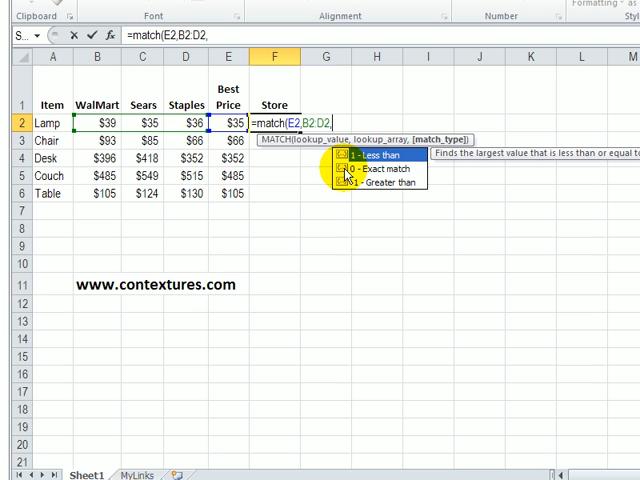 Formatting ▾
Clipboard Font Alignment Number Sty
S... =match(E2,B2:D2,
A B C D E F G H I J K L M
Best
1 Item WalMart Sears Staples Price Store
2 Lamp $39 $35 $36 $35 =match(E2,B2:D2,
3 Chair $93 $85 $66 $66 MATCH(lookup_value, lookup_array, [match_type])
4 Desk $396 $418 $352 $352 1 - Less than Finds the largest value that is less than or equal to
5 Couch $485 $549 $515 $485 0 - Exact match
6 Table $105 $124 $130 $105 -1 - Greater than
7
8
9
10
11 www.contextures.com
12
13
14
15
16
17
18
19
20
21
Sheet1 MyLinks